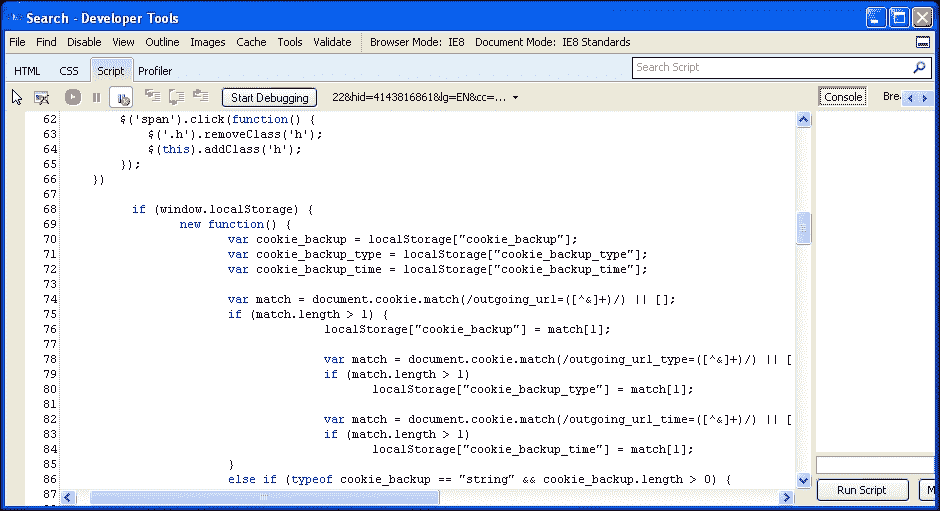 Search - Developer Tools
File Find Disable View Outline Images Cache Tools Validate Browser Mode: IE8 Document Mode: IE8 Standards
HTML CSS Script Profiler Search Script
Start Debugging 22&hid=4143816861&lg=EN&cc=... Console Brea
62 $('span').click(function() {
63 $('.h').removeClass('h');
64 $(this).addClass('h');
65 });
66 })
67
68 if (window.localStorage) {
69 new function() {
70 var cookie_backup = localStorage["cookie_backup"];
71 var cookie_backup_type = localStorage["cookie_backup_type"];
72 var cookie_backup_time = localStorage["cookie_backup_time"];
73
74 var match = document.cookie.match(/outgoing_url=([^&]+)/) || [];
75 if (match.length > 1) {
76 localStorage["cookie_backup"] = match[1];
77
78 var match = document.cookie.match(/outgoing_url_type=([^&]+)/) || [
79 if (match.length > 1)
80 localStorage["cookie_backup_type"] = match[1];
81
82 var match = document.cookie.match(/outgoing_url_time=([^&]+)/) || [
83 if (match.length > 1)
84 localStorage["cookie_backup_time"] = match[1];
85 }
86 else if (typeof cookie_backup == "string" && cookie_backup.length > 0) {
87
Run Script M